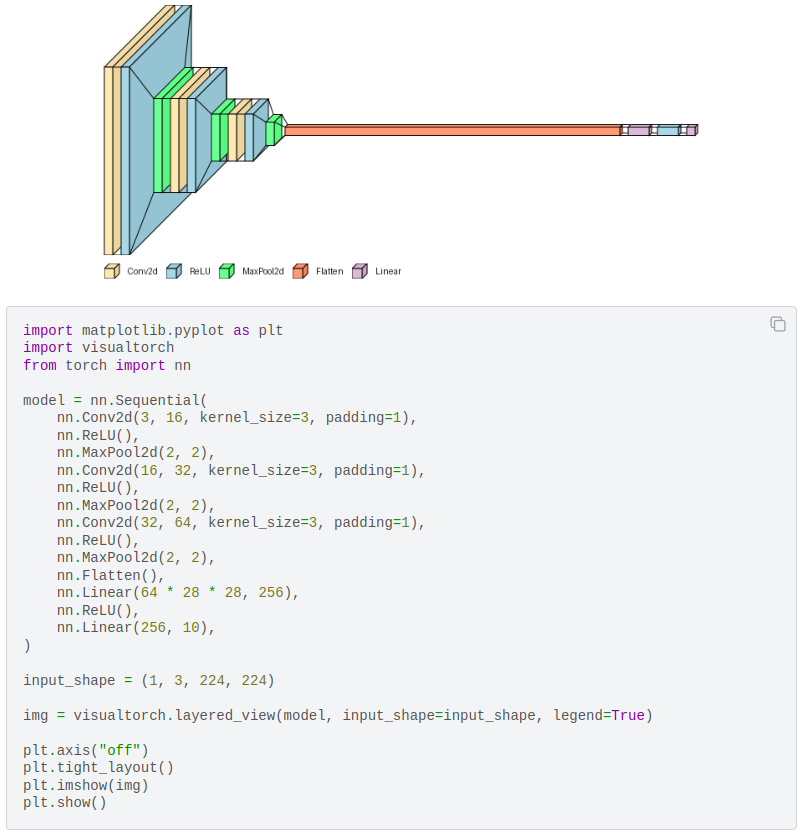 Conv2d ReLU MaxPool2d Flatten Linear
import matplotlib.pyplot as plt
import visualtorch
from torch import nn
model = nn.Sequential(
    nn.Conv2d(3, 16, kernel_size=3, padding=1),
    nn.ReLU(),
    nn.MaxPool2d(2, 2),
    nn.Conv2d(16, 32, kernel_size=3, padding=1),
    nn.ReLU(),
    nn.MaxPool2d(2, 2),
    nn.Conv2d(32, 64, kernel_size=3, padding=1),
    nn.ReLU(),
    nn.MaxPool2d(2, 2),
    nn.Flatten(),
    nn.Linear(64 * 28 * 28, 256),
    nn.ReLU(),
    nn.Linear(256, 10),
)
input_shape = (1, 3, 224, 224)
img = visualtorch.layered_view(model, input_shape=input_shape, legend=True)
plt.axis("off")
plt.tight_layout()
plt.imshow(img)
plt.show()